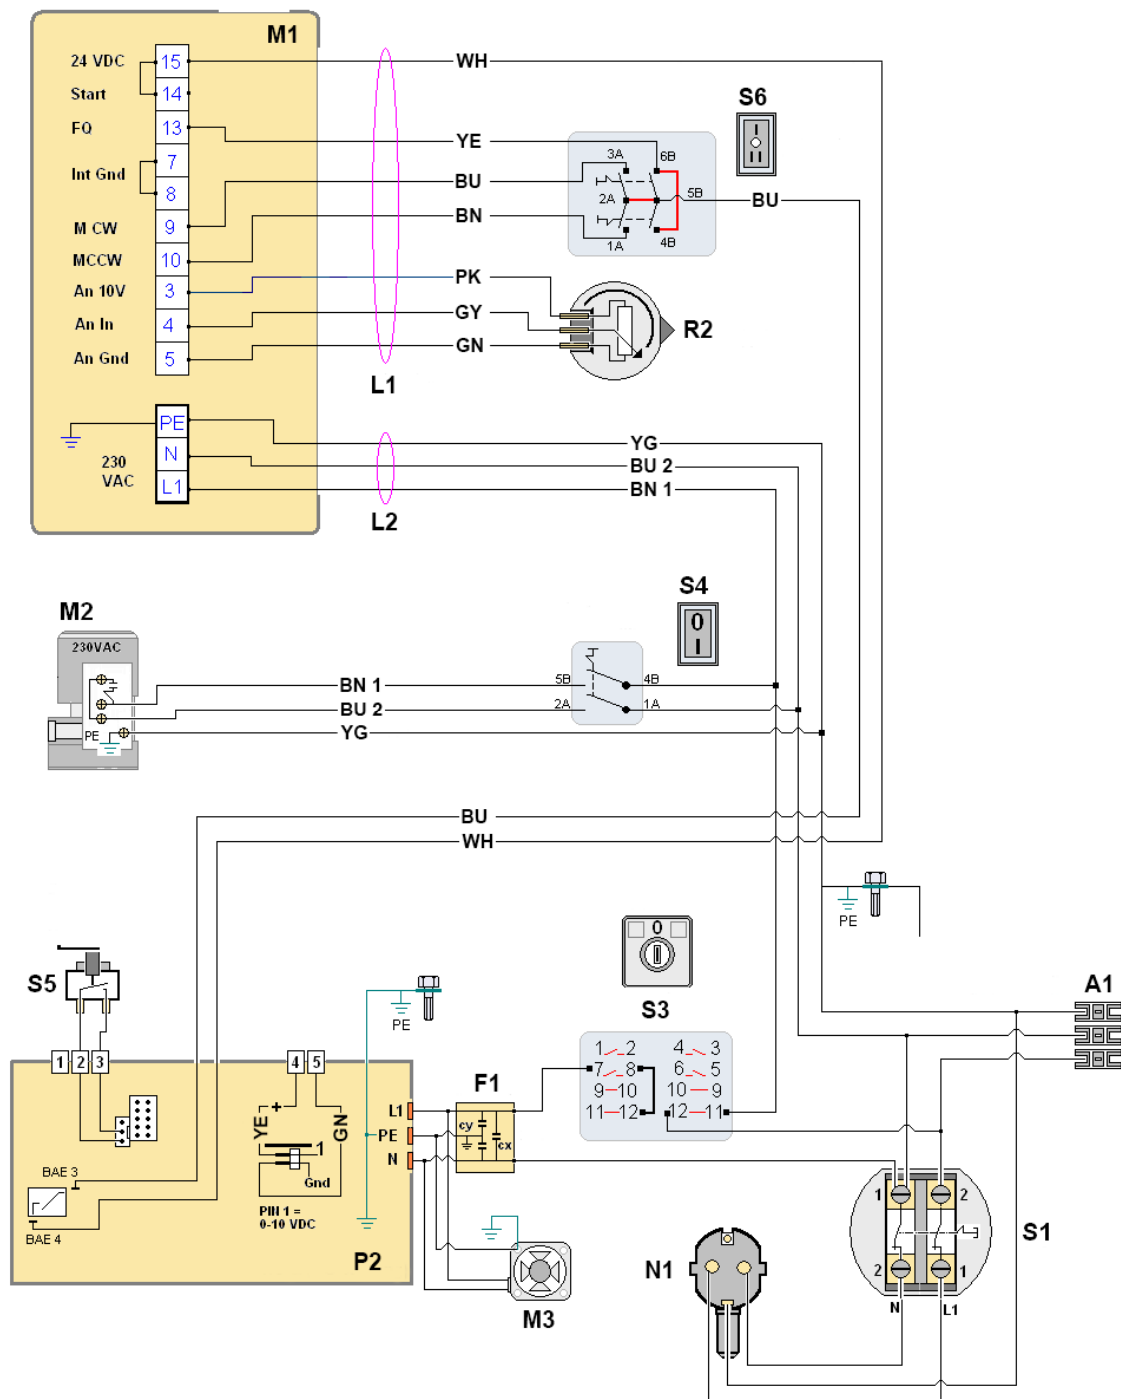 M1
24 VDC 15 WH
Start 14
FQ 13 YE
Int Gnd 7
8
M CW 9 BU
MCCW 10 BN
An 10V 3 PK
An In 4 GY
An Gnd 5 GN
L1
S6
I
II
3A 6B
2A 5B BU
1A 4B
R2
PE YG
230 VAC N BU 2
L1 BN 1
L2
M2
230VAC
PE
S4
0
I
BN 1 5B 4B
BU 2 2A 1A
YG
BU
WH
PE
S5
PE
0
S3
A1
1 2 3
4 5
1 2 4 3
7 8 6 5
9 10 10 9
11 12 12 11
F1
cy
cx
L1
PE
N
YE + GN
1
Gnd
PIN 1 =
0-10 VDC
BAE 3
BAE 4
P2
M3
N1
1 2
2 1
S1
N L1